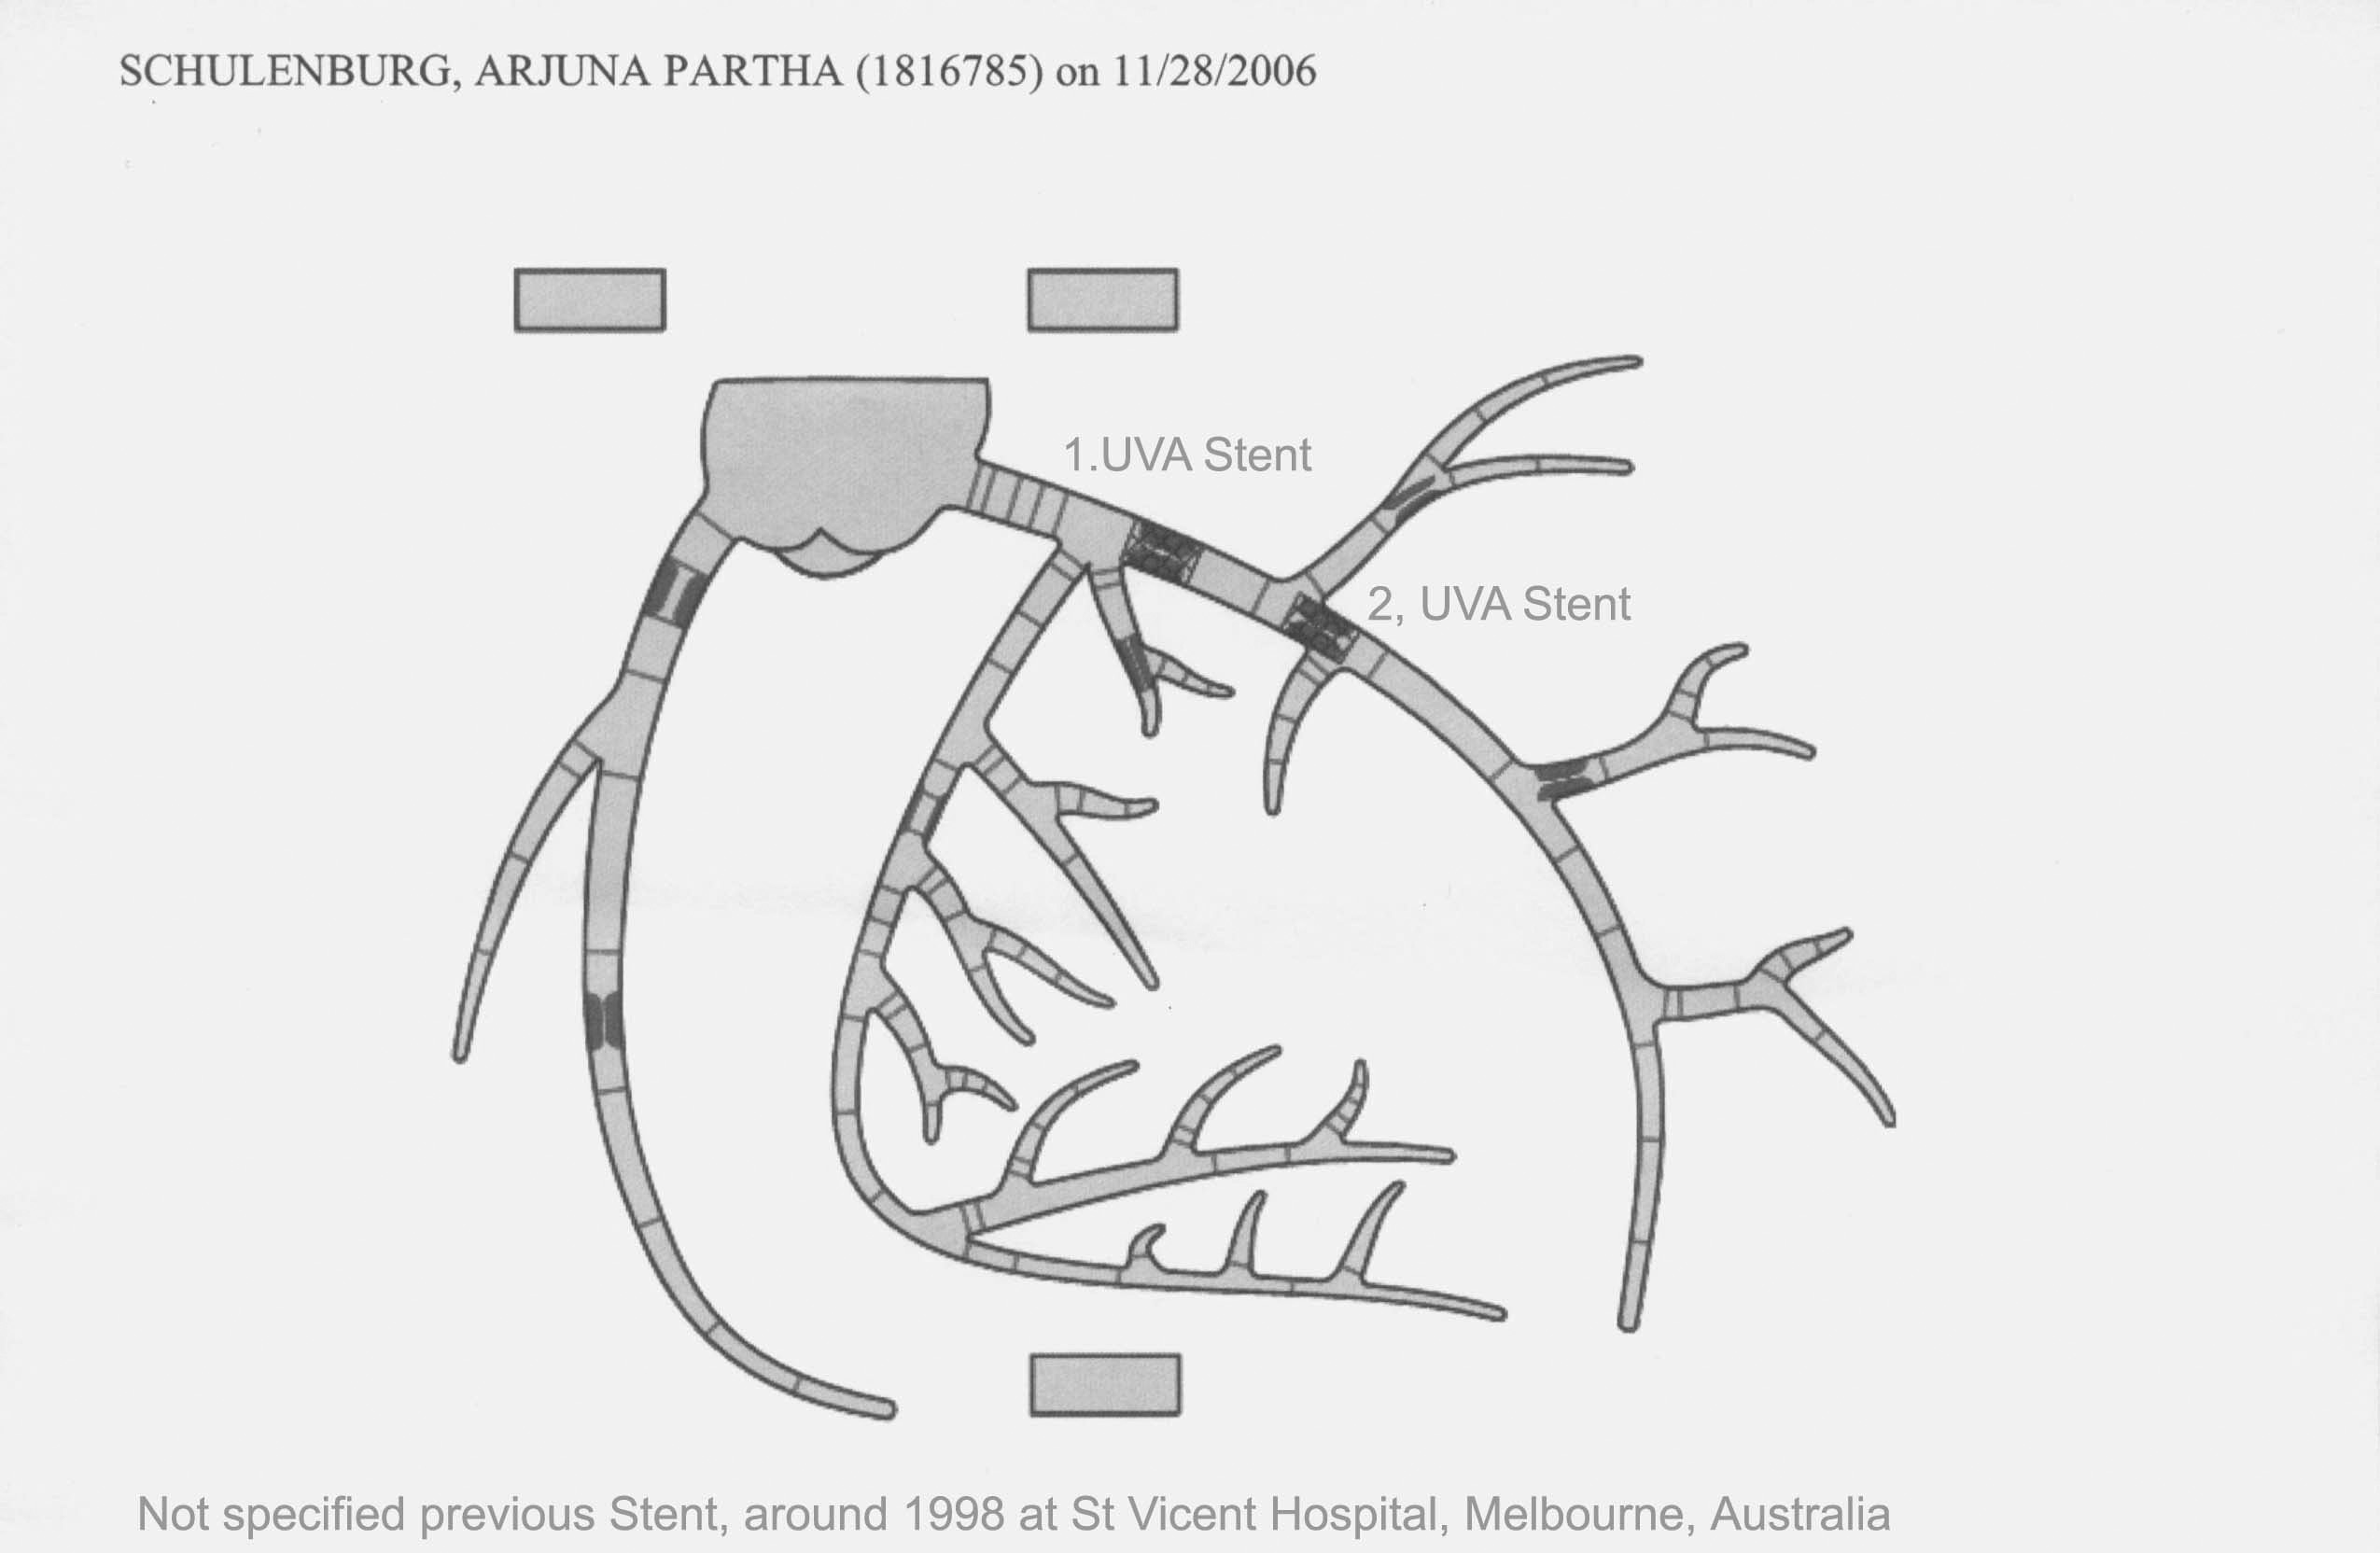 SCHULENBURG, ARJUNA PARTHA (1816785) on 11/28/2006
1.UVA Stent
2, UVA Stent
Not specified previous Stent, around 1998 at St Vicent Hospital, Melbourne, Australia